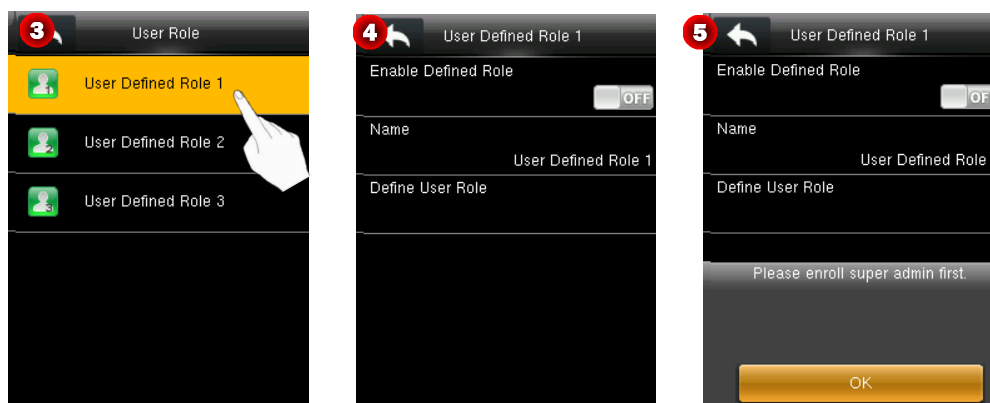 3
User Role
User Defined Role 1
User Defined Role 2
User Defined Role 3
4
User Defined Role 1
Enable Defined Role
OFF
Name
User Defined Role 1
Define User Role
5
User Defined Role 1
Enable Defined Role
OF
Name
User Defined Role
Define User Role
Please enroll super admin first.
OK